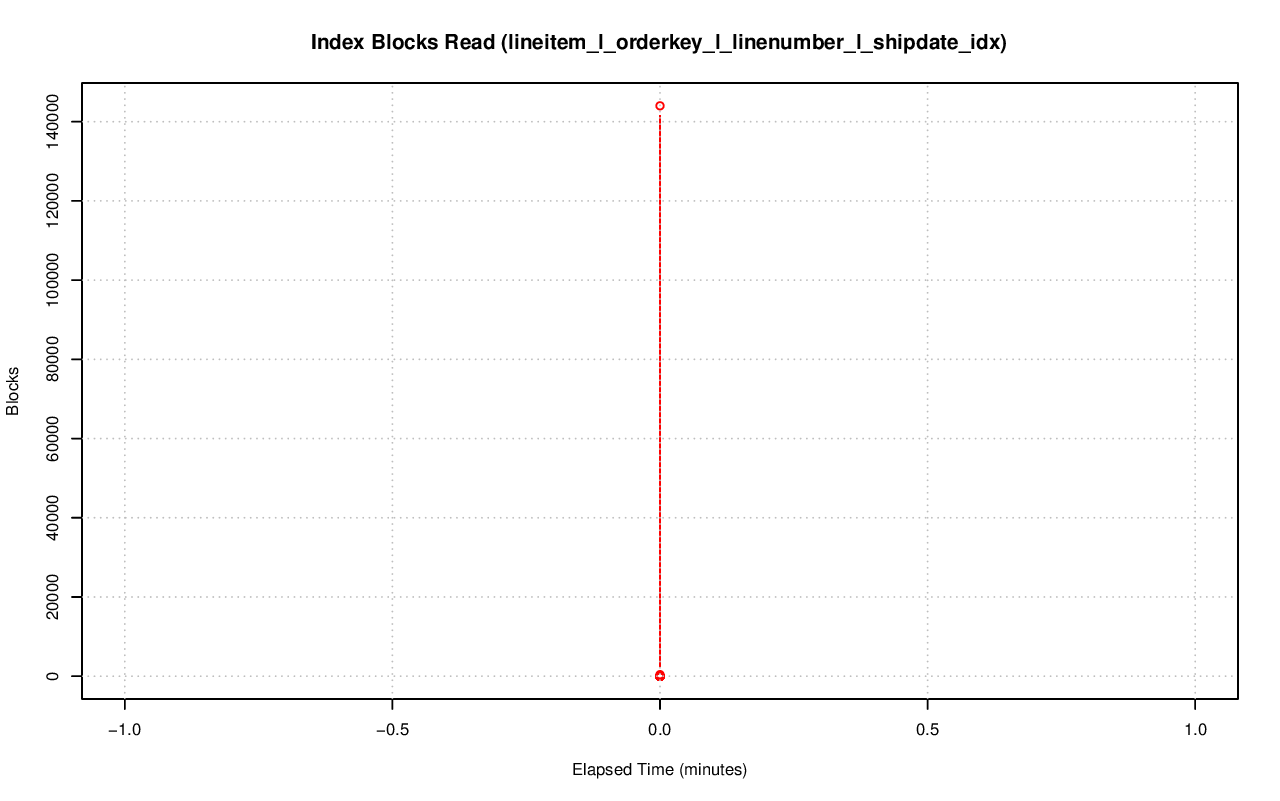 Index Blocks Read (lineitem_l_orderkey_l_linenumber_l_shipdate_idx)
140000
120000
100000
80000
60000
40000
20000
0
Blocks
−1.0 −0.5 0.0 0.5 1.0
Elapsed Time (minutes)